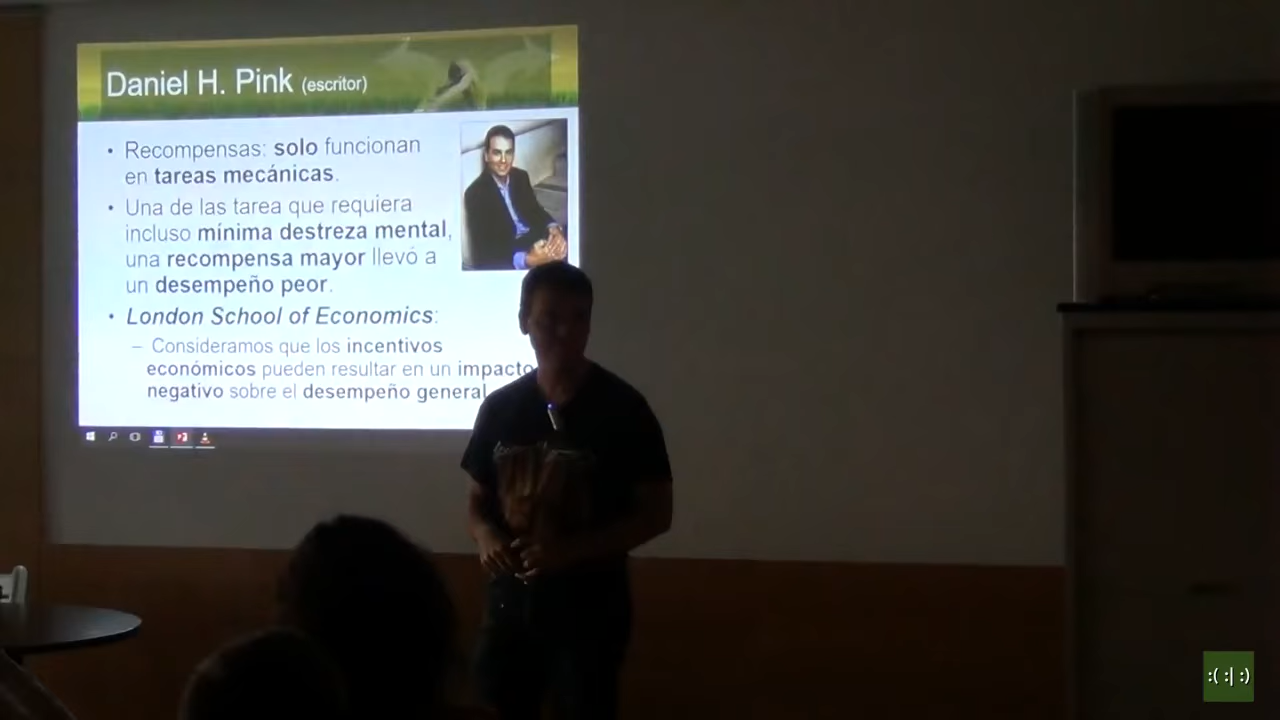 Daniel H. Pink (escritor)
• Recompensas: solo funcionan
en tareas mecánicas.
• Una de las tarea que requiera
incluso mínima destreza mental,
una recompensa mayor llevó a
un desempeño peor.
• London School of Economics:
– Consideramos que los incentivos
económicos pueden resultar en un impacto
negativo sobre el desempeño general
:( :| :)